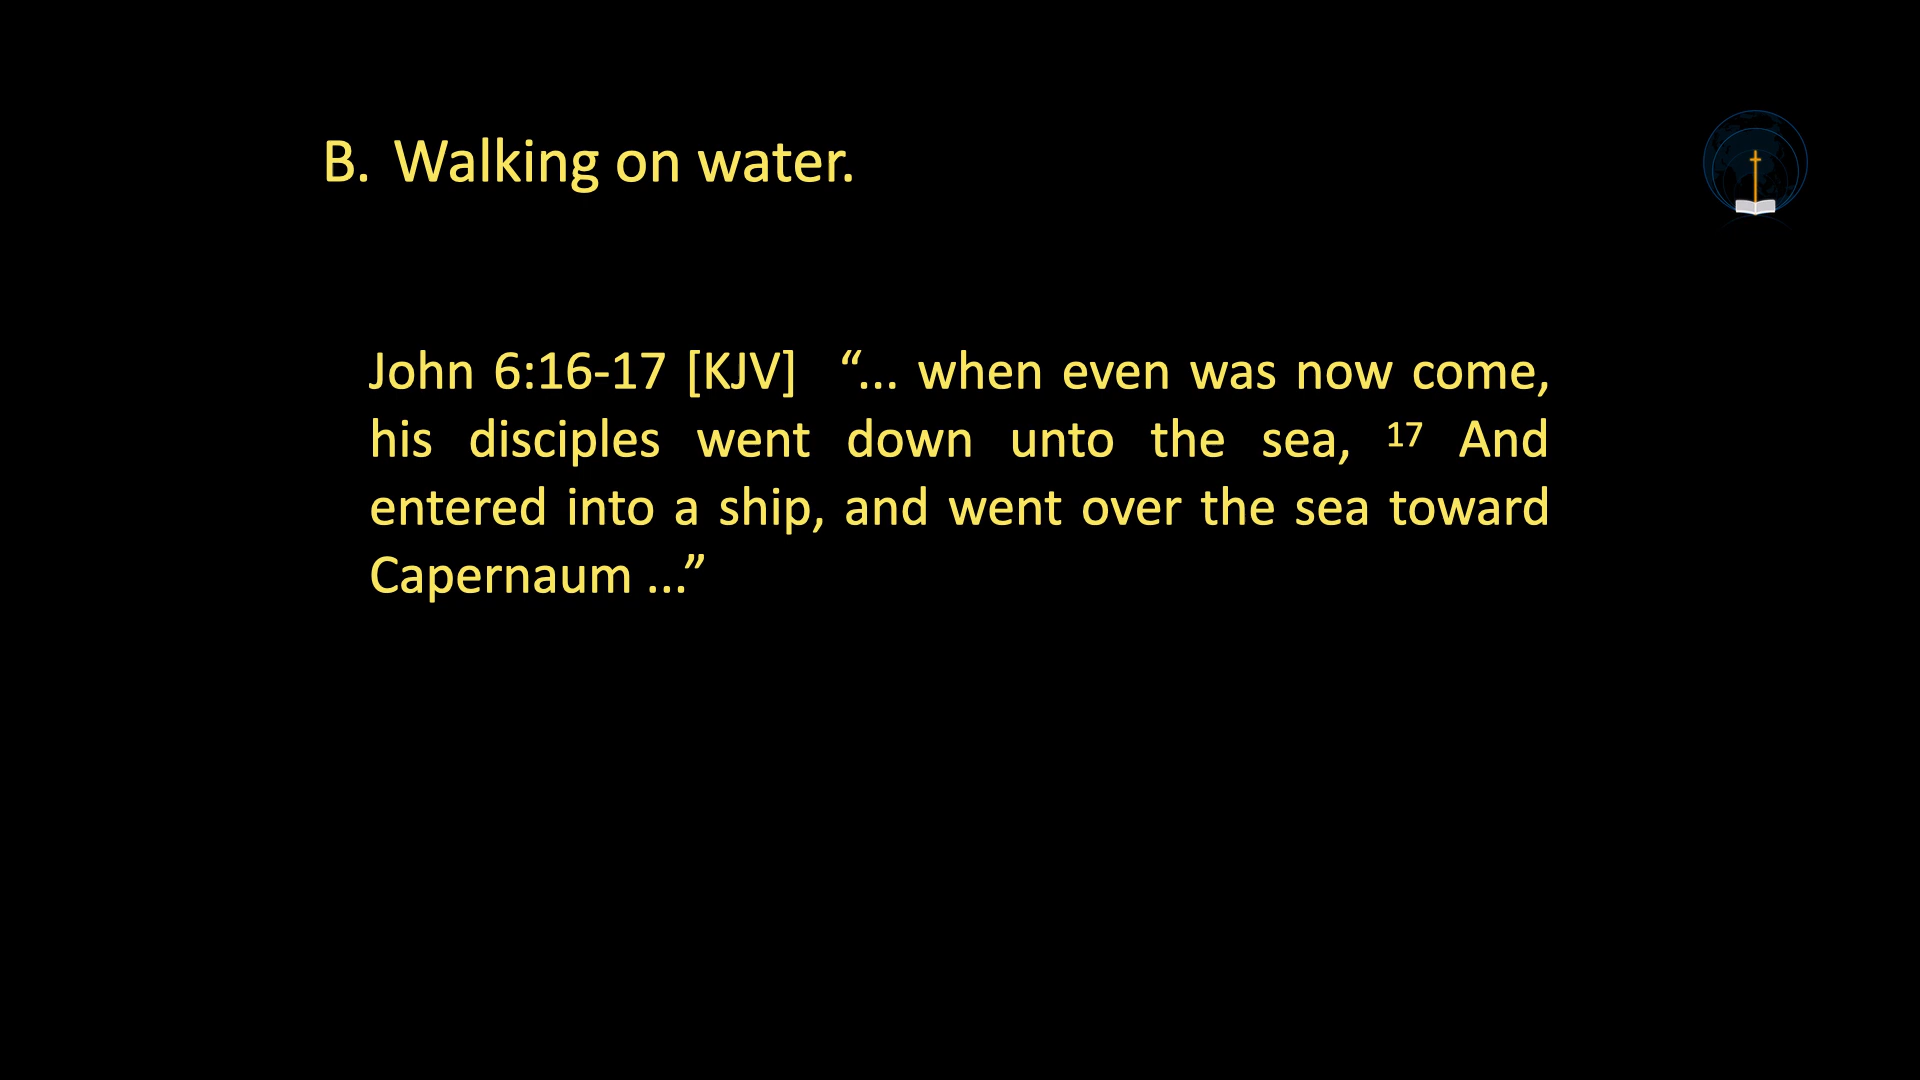 B. Walking on water.
John 6:16-17 [KJV] “... when even was now come,
his disciples went down unto the sea, 17 And
entered into a ship, and went over the sea toward
Capernaum ...”